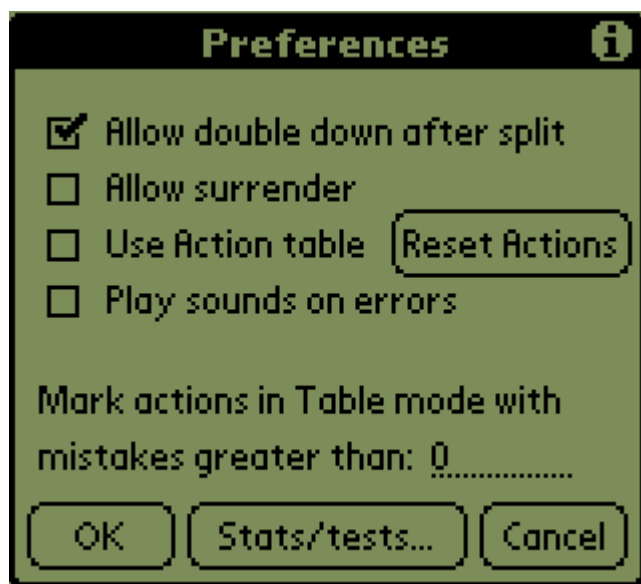 Preferences
Allow double down after split
Allow surrender
Use Action table Reset Actions
Play sounds on errors
Mark actions in Table mode with
mistakes greater than: 0
OK Stats/tests... Cancel